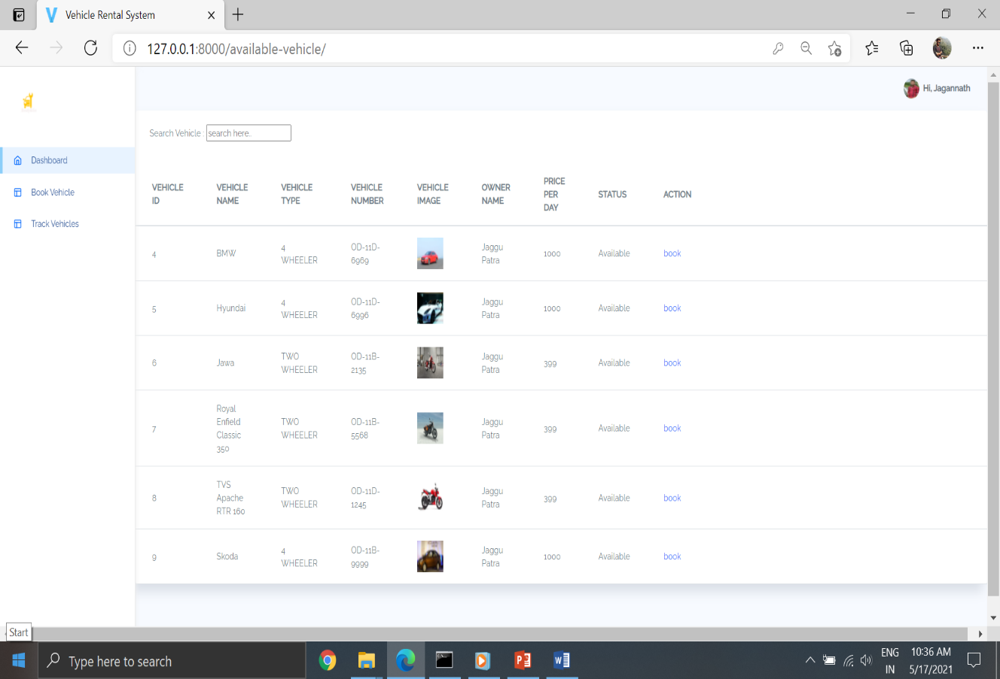 Vehicle Rental System
127.0.0.1:8000/available-vehicle/
Hi, Jagannath
Search Vehicle : search here..
Dashboard
Book Vehicle
Track Vehicles
VEHICLE ID
VEHICLE NAME
VEHICLE TYPE
VEHICLE NUMBER
VEHICLE IMAGE
OWNER NAME
PRICE PER DAY
STATUS
ACTION
4 BMW 4 WHEELER OD-11D-6969 Jaggu Patra 1000 Available book
5 Hyundai 4 WHEELER OD-11D-6996 Jaggu Patra 1000 Available book
6 Jawa TWO WHEELER OD-11B-2135 Jaggu Patra 399 Available book
7 Royal Enfield Classic 350 TWO WHEELER OD-11B-5568 Jaggu Patra 399 Available book
8 TVS Apache RTR 160 TWO WHEELER OD-11D-1245 Jaggu Patra 399 Available book
9 Skoda 4 WHEELER OD-11B-9999 Jaggu Patra 1000 Available book
Start
Type here to search
ENG
IN
10:36 AM
5/17/2021